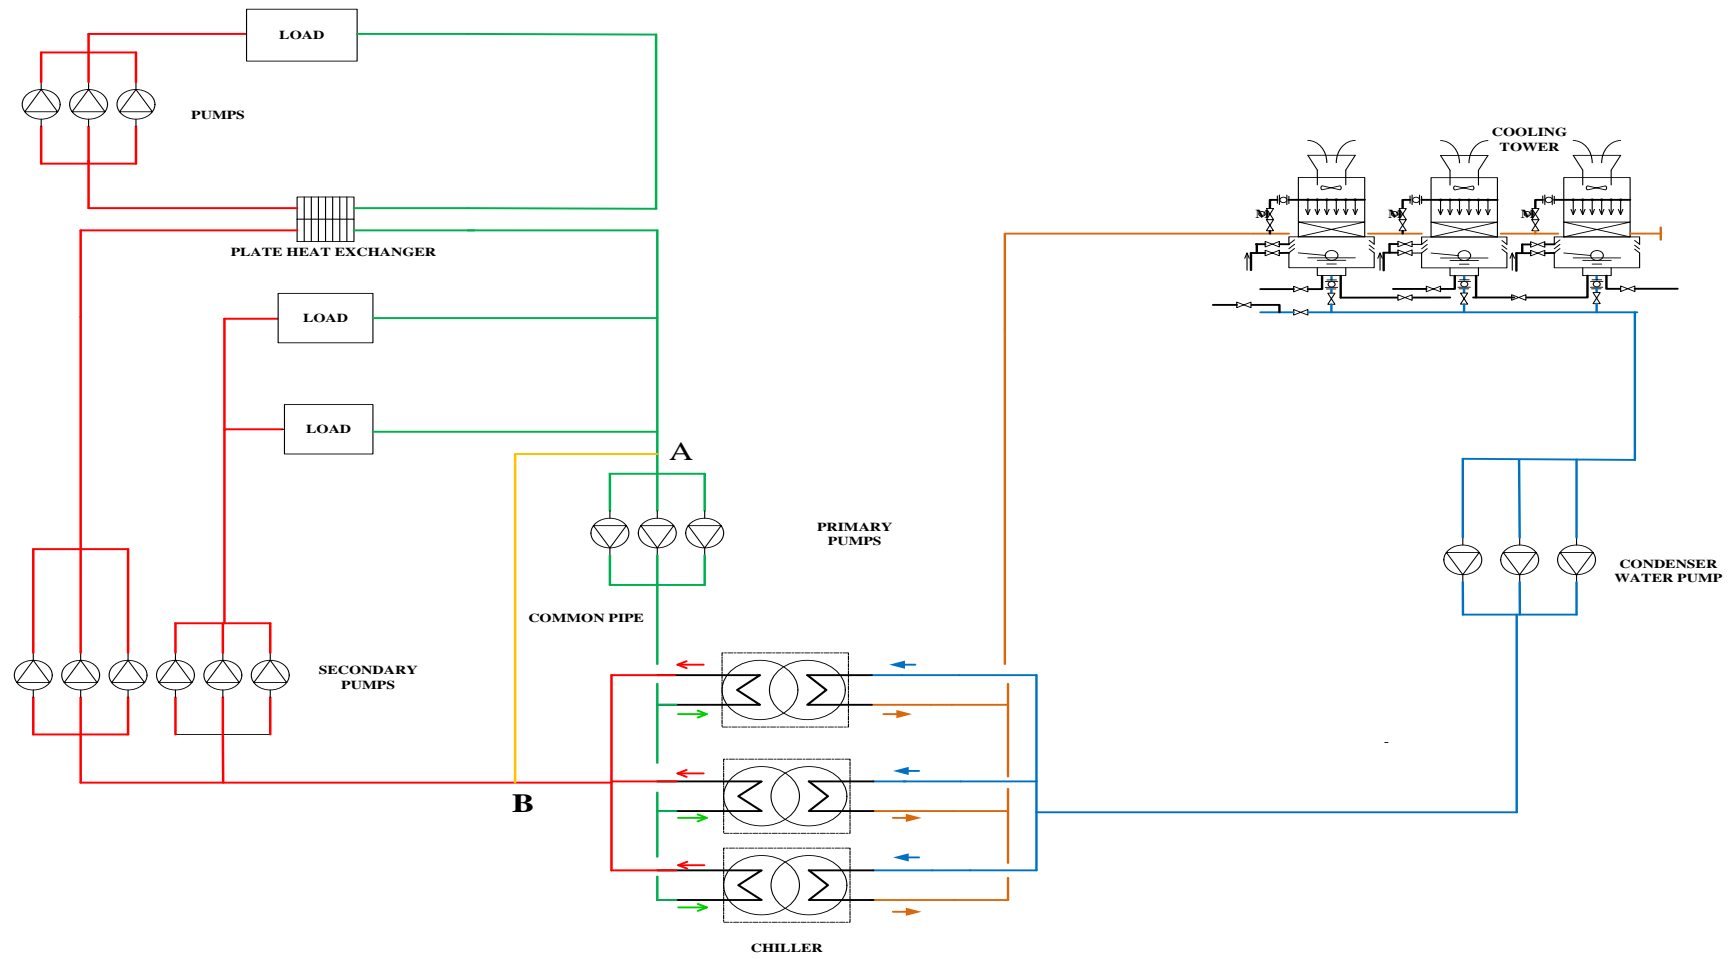 LOAD
PUMPS
COOLING
TOWER
PLATE HEAT EXCHANGER
LOAD
LOAD
A
PRIMARY
PUMPS
CONDENSER
WATER PUMP
COMMON PIPE
SECONDARY
PUMPS
B
CHILLER